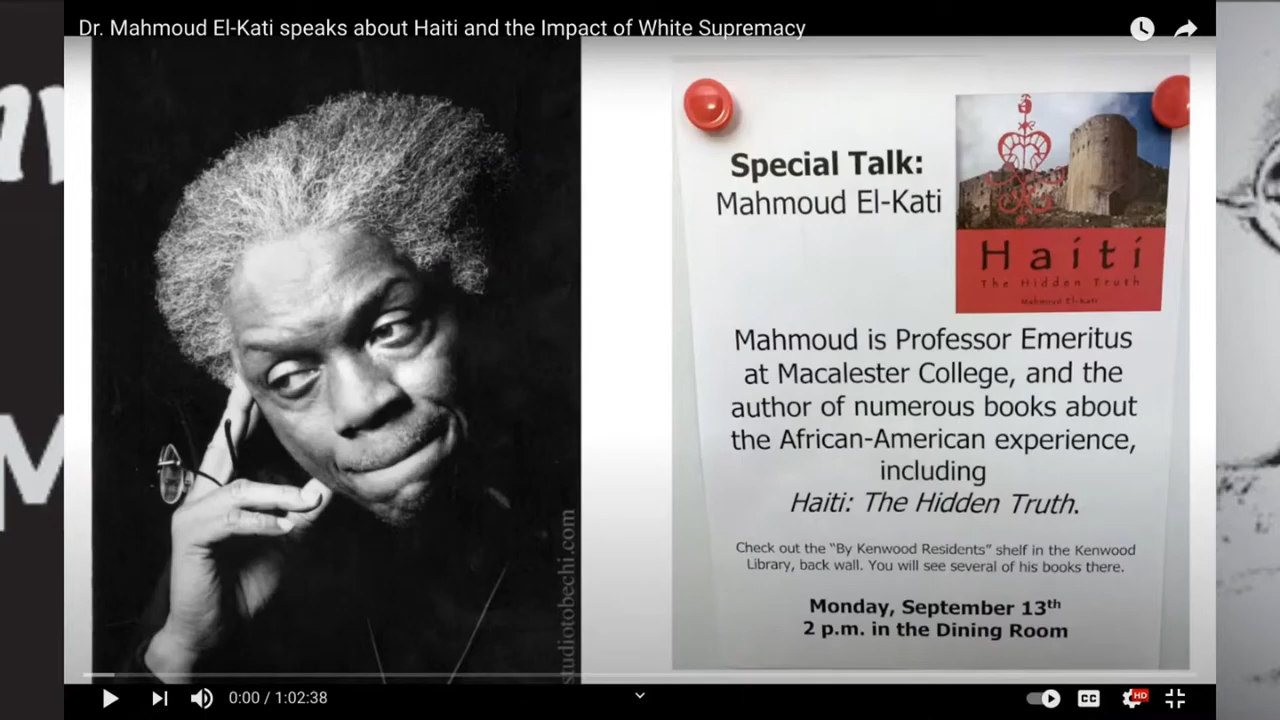 Dr. Mahmoud El-Kati speaks about Haiti and the Impact of White Supremacy
Special Talk:
Mahmoud El-Kati
Haiti
The Hidden Truth
Mahmoud El-Kati
Mahmoud is Professor Emeritus
at Macalester College, and the
author of numerous books about
the African-American experience,
including
Haiti: The Hidden Truth.
Check out the “By Kenwood Residents” shelf in the Kenwood
Library, back wall. You will see several of his books there.
Monday, September 13th
2 p.m. in the Dining Room
studiotobechi.com
0:00 / 1:02:38
CC
HD
M